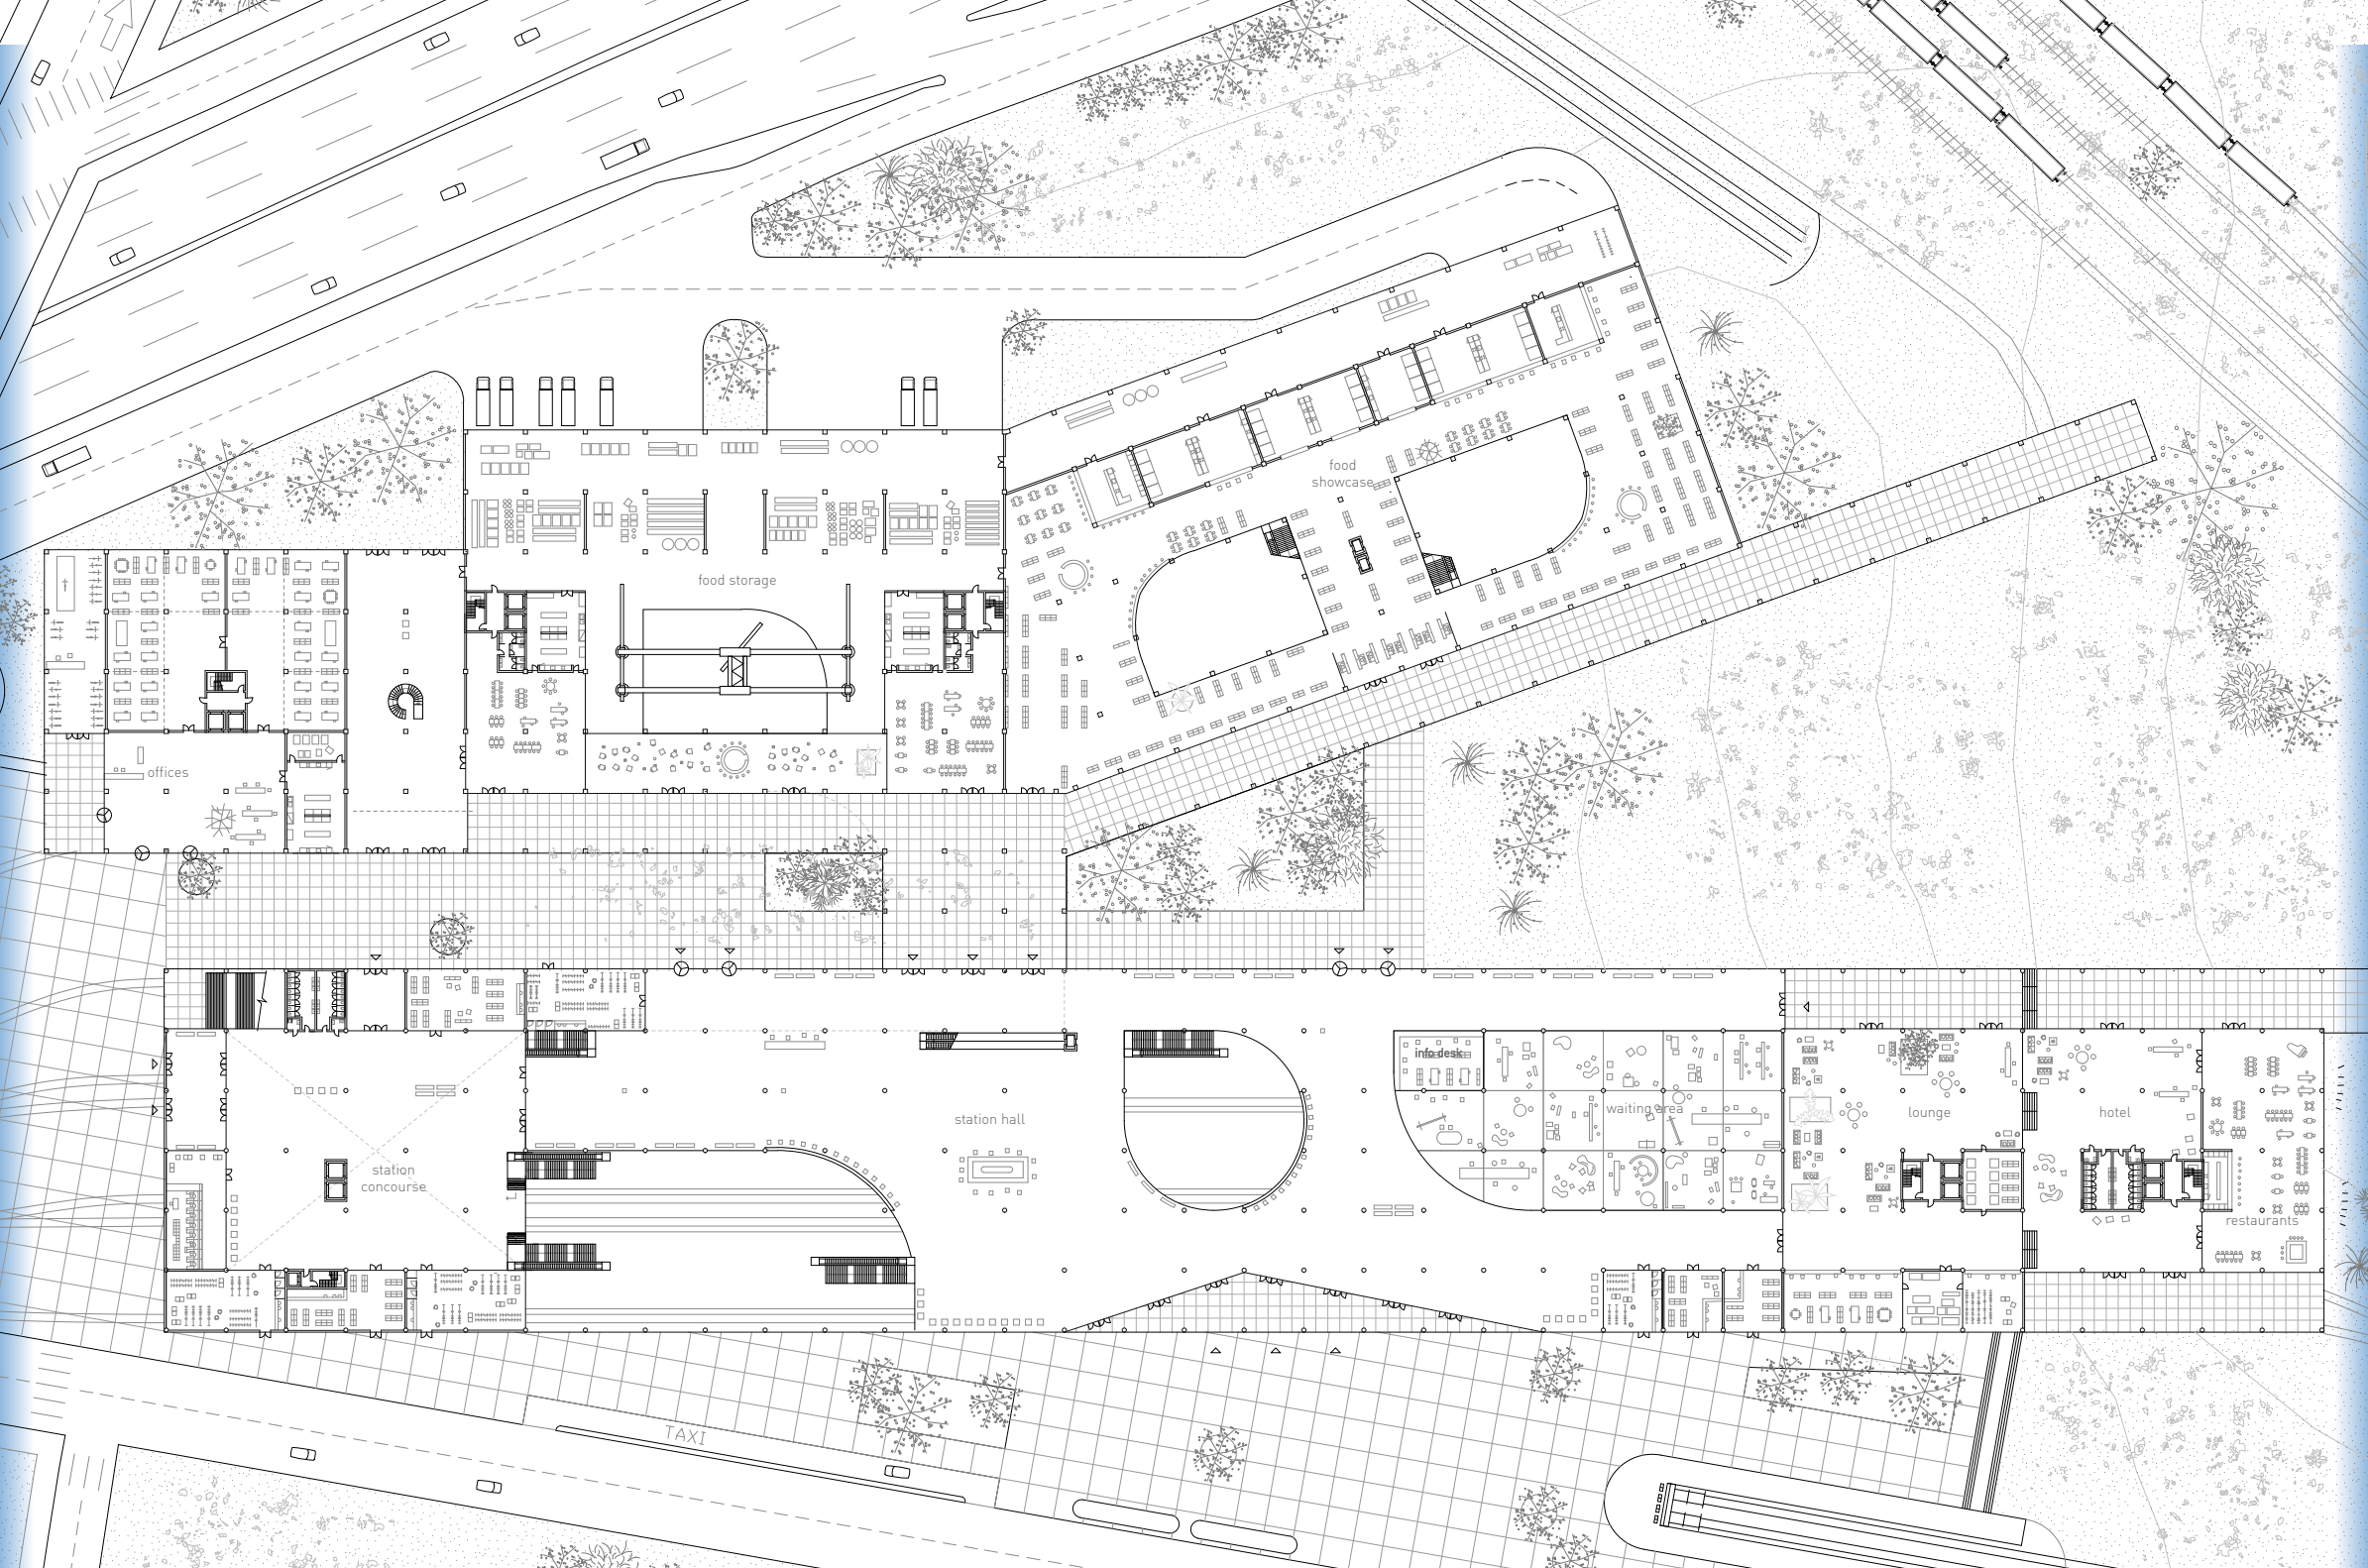 food
showcase
food storage
offices
info desk
waiting area
station hall
lounge
hotel
station
concourse
restaurants
TAXI